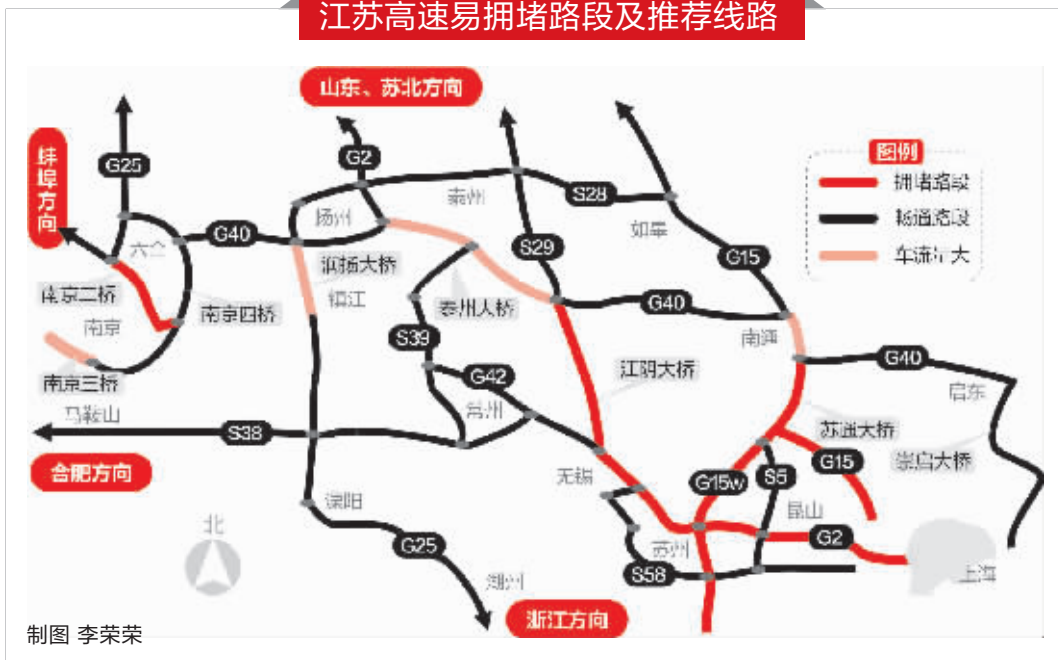 江苏高速易拥堵路段及推荐线路
山东、苏北方向
蚌埠方向
G25
G2
图例
拥堵路段
畅通路段
车流量大
泰州
S28
扬州
如皋
六合
G40
S29
G15
润扬大桥
南京二桥
镇江
泰州大桥
G40
南京四桥
南京
S39
南通
G40
南京三桥
G42
江阴大桥
启东
马鞍山
常州
苏通大桥
S38
G15
崇启大桥
合肥方向
无锡
G15w
S5
溧阳
昆山
北
G2
G25
苏州
S58
上海
湖州
浙江方向
制图 李荣荣